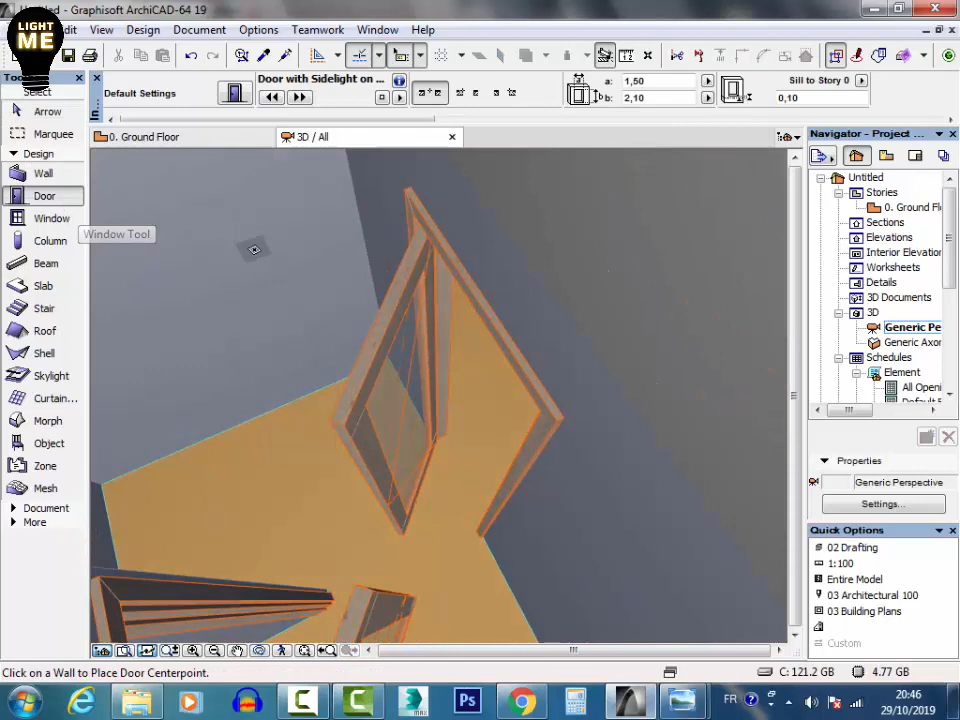 LIGHT
ME
Untitled - Graphisoft ArchiCAD-64 19
View
Design
Document
Options
Teamwork
Window
Help
Select
Arrow
Marquee
Design
Wall
Door
Window
Column
Beam
Slab
Stair
Roof
Shell
Skylight
Curtain...
Morph
Object
Zone
Mesh
Document
More
Window Tool
Default Settings
Door with Sidelight on ...
a:
1,50
b:
2,10
Sill to Story 0
0,10
0. Ground Floor
3D / All
Navigator - Project ...
Untitled
Stories
0. Ground Fl
Sections
Elevations
Interior Elevation
Worksheets
Details
3D Documents
3D
Generic Pe
Generic Axon
Schedules
Element
All Openi
Properties
Generic Perspective
Settings...
Quick Options
02 Drafting
1:100
Entire Model
03 Architectural 100
03 Building Plans
Custom
Click on a Wall to Place Door Centerpoint.
C: 121.2 GB
4.77 GB
Ps
FR
20:46
29/10/2019